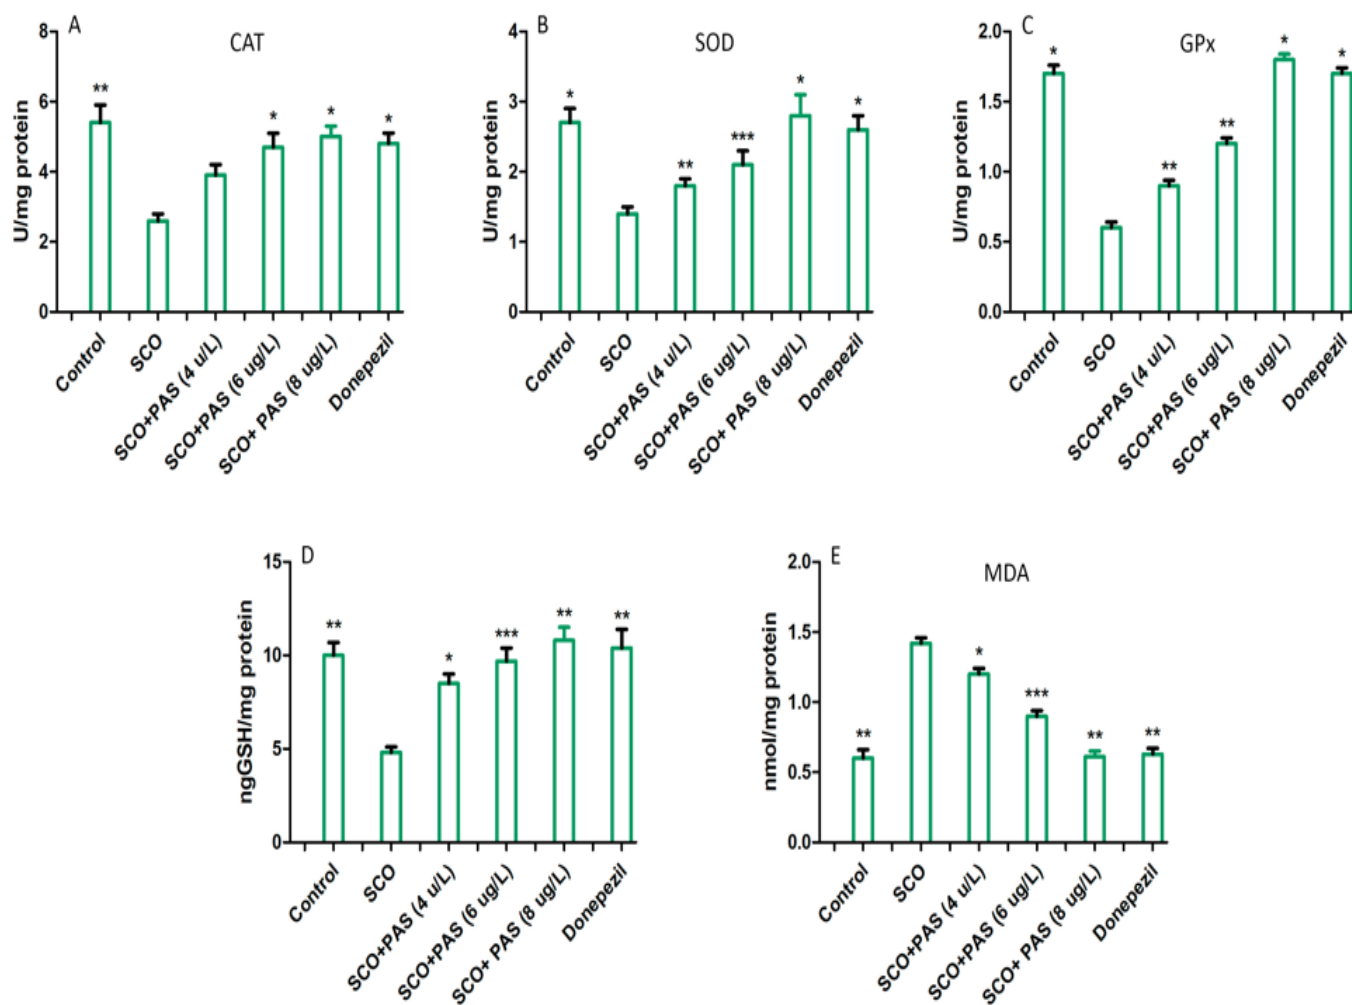 A
CAT
U/mg protein
8
6
4
2
0
**
*
*
*
Control
SCO
SCO+PAS (4 u/L)
SCO+PAS (6 ug/L)
SCO+ PAS (8 ug/L)
Donepezil
B
SOD
U/mg protein
4
3
2
1
0
*
**
***
*
*
Control
SCO
SCO+PAS (4 u/L)
SCO+PAS (6 ug/L)
SCO+ PAS (8 ug/L)
Donepezil
C
GPx
U/mg protein
2.0
1.5
1.0
0.5
0.0
*
**
**
*
*
Control
SCO
SCO+PAS (4 u/L)
SCO+PAS (6 ug/L)
SCO+ PAS (8 ug/L)
Donepezil
D
ngGSH/mg protein
15
10
5
0
**
*
***
**
**
Control
SCO
SCO+PAS (4 u/L)
SCO+PAS (6 ug/L)
SCO+ PAS (8 ug/L)
Donepezil
E
MDA
nmol/mg protein
2.0
1.5
1.0
0.5
0.0
**
*
***
**
**
Control
SCO
SCO+PAS (4 u/L)
SCO+PAS (6 ug/L)
SCO+ PAS (8 ug/L)
Donepezil